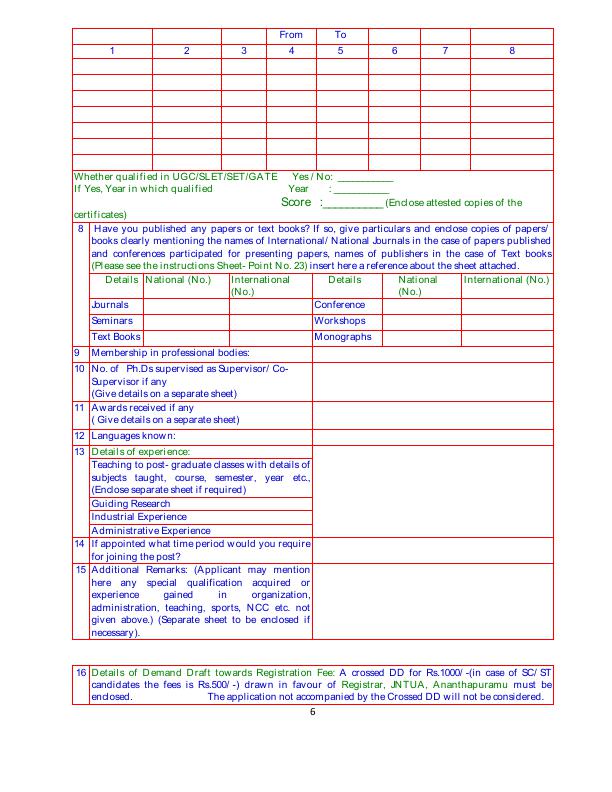 From To
1 2 3 4 5 6 7 8
Whether qualified in UGC/SLET/SET/GATE Yes / No: __________
If Yes, Year in which qualified Year : __________
Score :__________ (Enclose attested copies of the
certificates)
8 Have you published any papers or text books? If so, give particulars and enclose copies of papers/
books clearly mentioning the names of International/ National Journals in the case of papers published
and conferences participated for presenting papers, names of publishers in the case of Text books
(Please see the instructions Sheet- Point No. 23) insert here a reference about the sheet attached.
Details National (No.) International (No.) Details National (No.) International (No.)
Journals Conference
Seminars Workshops
Text Books Monographs
9 Membership in professional bodies:
10 No. of Ph.Ds supervised as Supervisor/ Co-
Supervisor if any
(Give details on a separate sheet)
11 Awards received if any
( Give details on a separate sheet)
12 Languages known:
13 Details of experience:
Teaching to post- graduate classes with details of
subjects taught, course, semester, year etc.,
(Enclose separate sheet if required)
Guiding Research
Industrial Experience
Administrative Experience
14 If appointed what time period would you require
for joining the post?
15 Additional Remarks: (Applicant may mention
here any special qualification acquired or
experience gained in organization,
administration, teaching, sports, NCC etc. not
given above.) (Separate sheet to be enclosed if
necessary).
16 Details of Demand Draft towards Registration Fee: A crossed DD for Rs.1000/ -(in case of SC/ ST
candidates the fees is Rs.500/ -) drawn in favour of Registrar, JNTUA, Ananthapuramu must be
enclosed. The application not accompanied by the Crossed DD will not be considered.
6